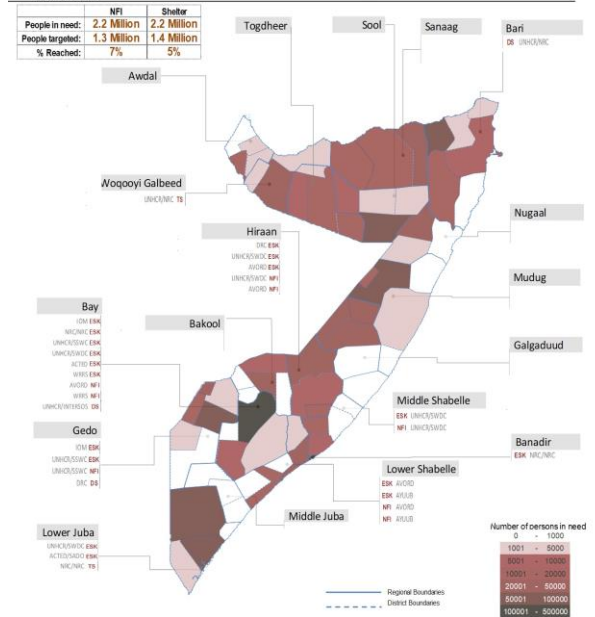 NFI Shelter
People in need: 2.2 Million 2.2 Million
People targeted: 1.3 Million 1.4 Million
% Reached: 7% 5%
Togdheer
Sool
Sanaag
Bari
DS UNHCR/NRC
Awdal
Woqooyi Galbeed
UNHCR/NRC TS
Nugaal
Hiraan
DRC ESK
UNHCR/SWDC ESK
AVORD ESK
UNHCR/SWDC NFI
AVORD NFI
Mudug
Bay
IOM ESK
NRC/NRC ESK
UNHCR/SSWC ESK
UNHCR/SWDC ESK
ACTED ESK
WRRS ESK
AVORD NFI
WRRS NFI
UNHCR/INTERSOS DS
Bakool
Galgaduud
Middle Shabelle
ESK UNHCR/SWDC
NFI UNHCR/SWDC
Gedo
IOM ESK
UNHCR/SSWC ESK
UNHCR/SSWC NFI
DRC DS
Banadir
ESK NRC/NRC
Lower Shabelle
ESK AVORD
ESK AYUUB
NFI AVORD
NFI AYUUB
Middle Juba
Lower Juba
UNHCR/SWDC ESK
ACTED/SADO ESK
NRC/NRC TS
Number of persons in need
0 - 1000
1001 - 5000
5001 - 10000
10001 - 20000
20001 - 50000
50001 100000
100001 - 500000
Regional Boundaries
District Boundaries